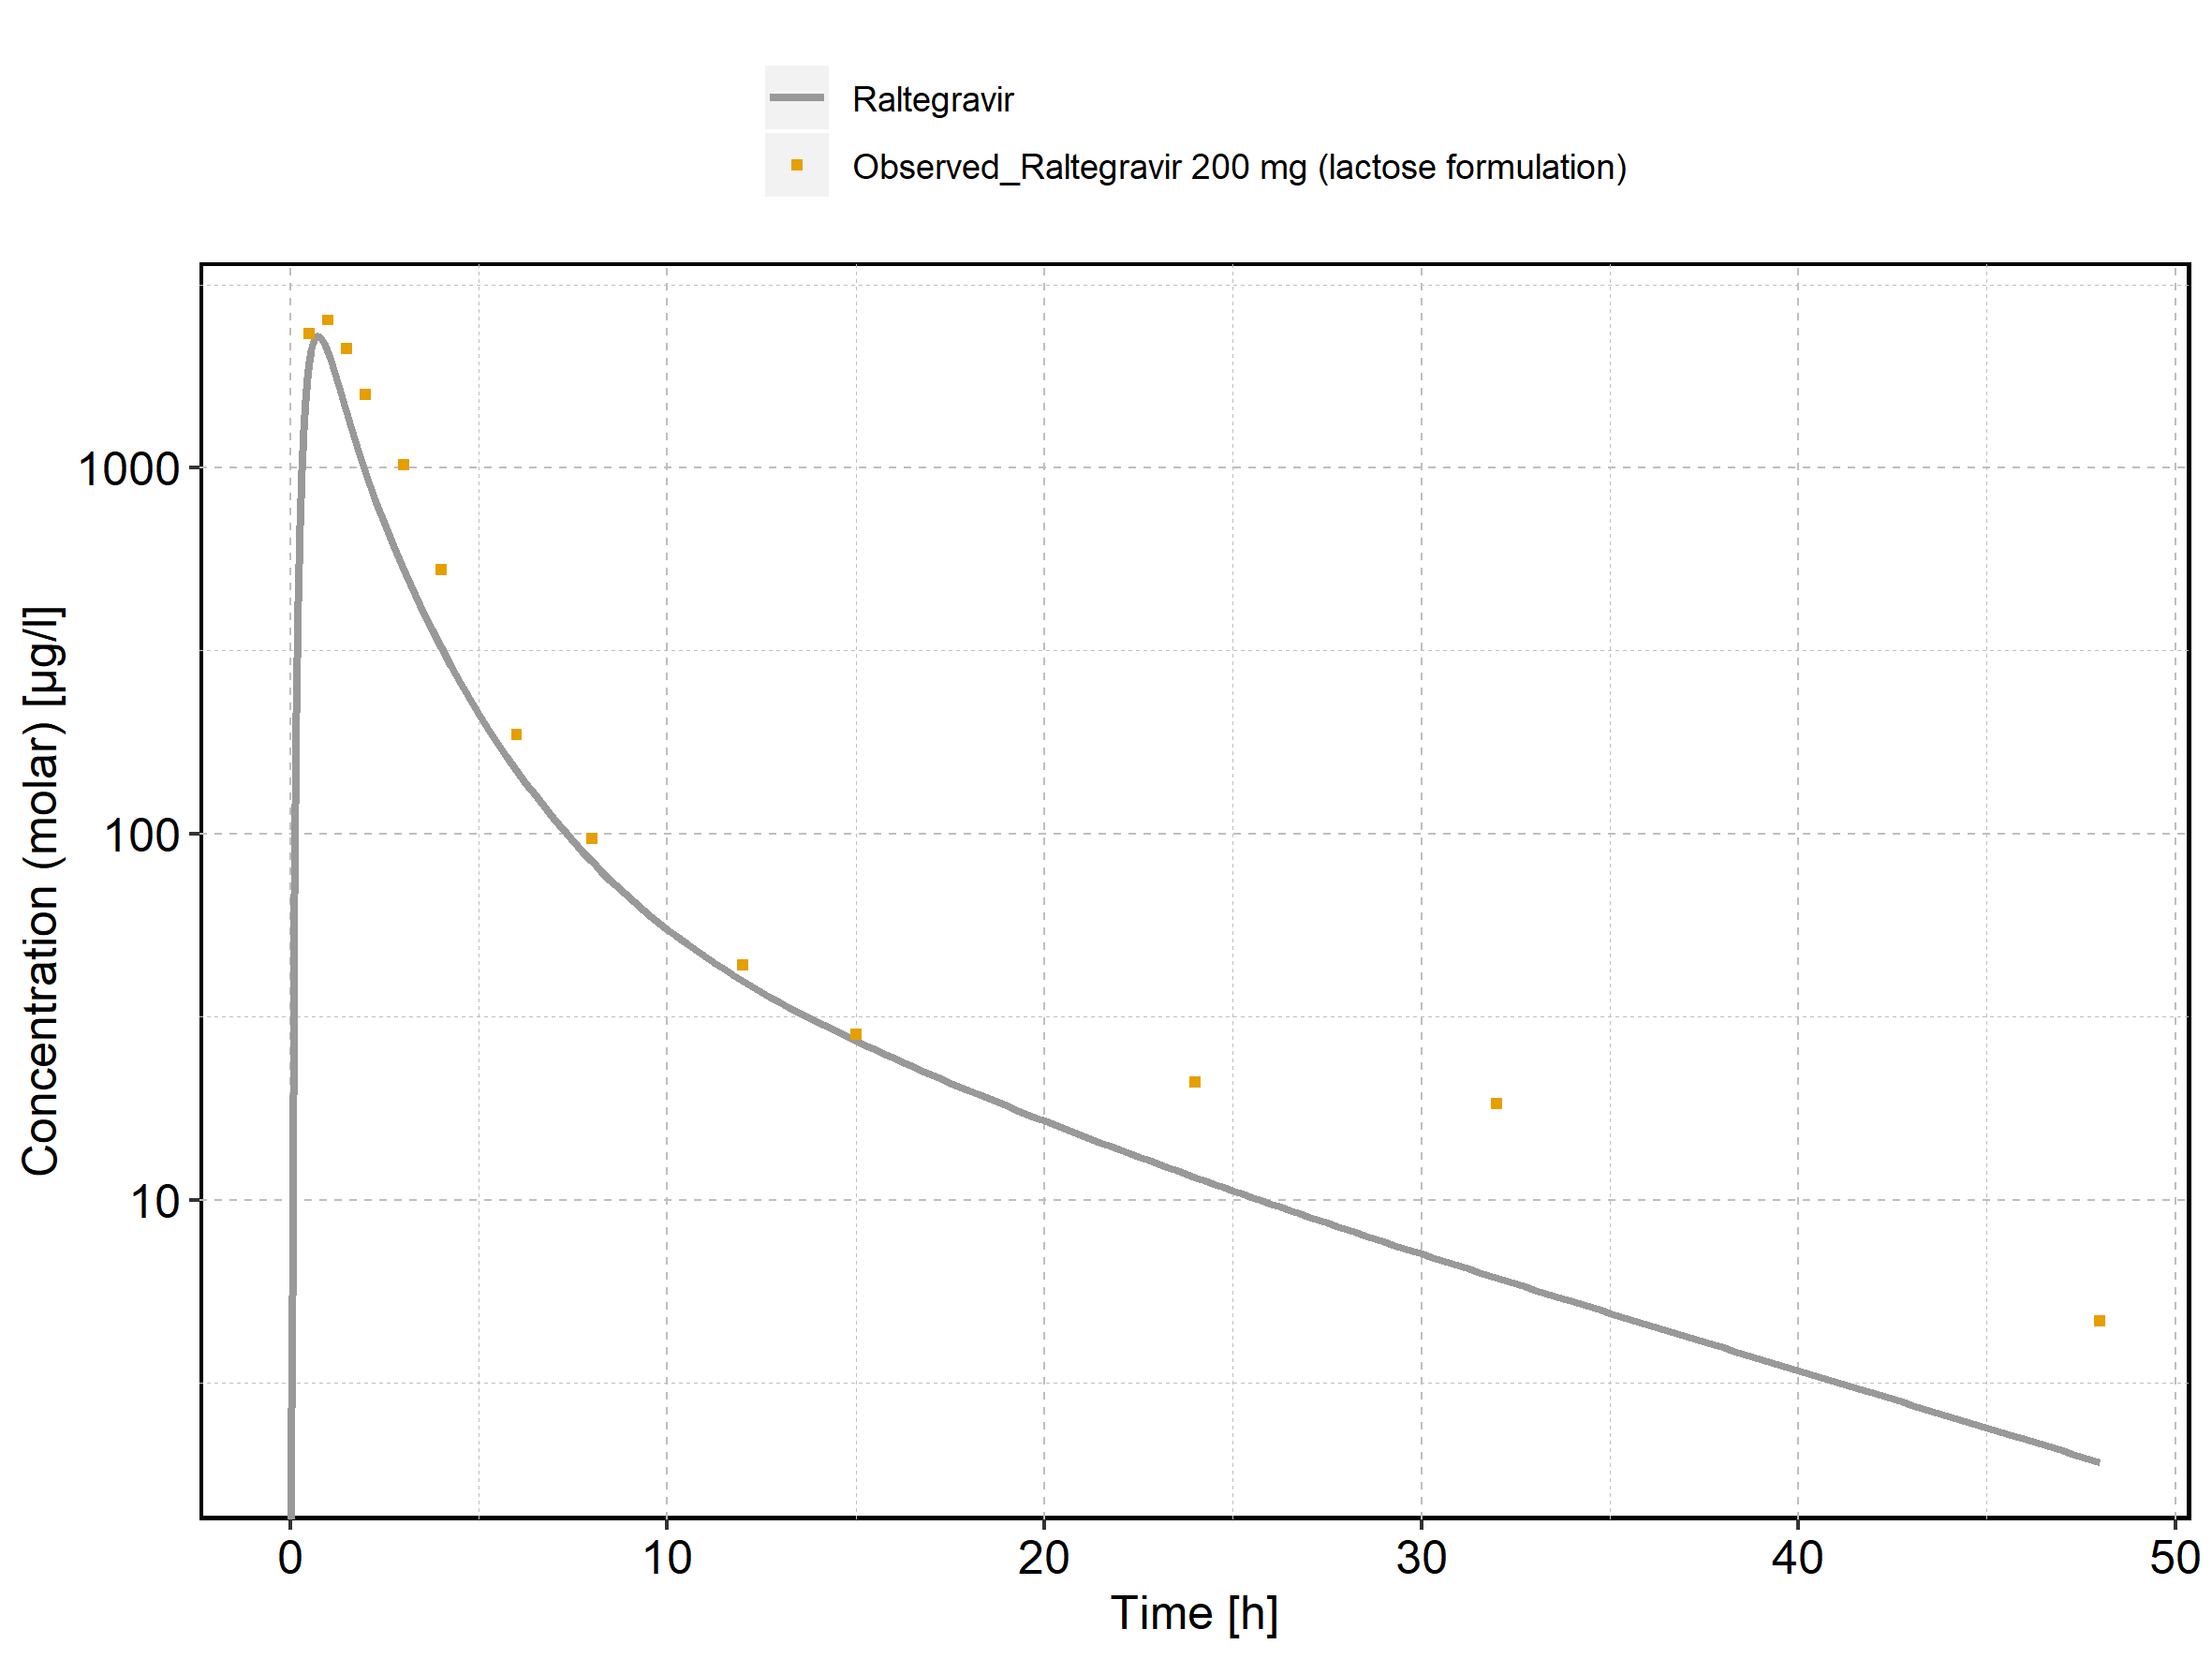 Raltegravir
Observed_Raltegravir 200 mg (lactose formulation)
Concentration (molar) [µg/l]
1000
100
10
0 10 20 30 40 50
Time [h]